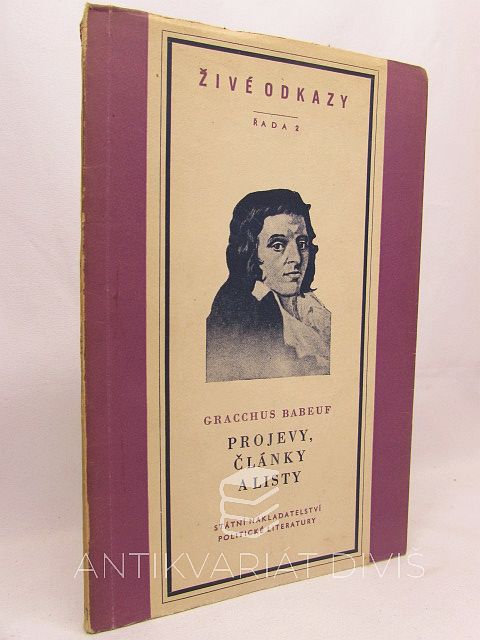 ŽIVÉ ODKAZY
ŘADA 2
GRACCHUS BABEUF
PROJEVY,
ČLÁNKY
A LISTY
STÁTNÍ NAKLADATELSTVÍ
POLITICKÉ LITERATURY
ANTIKVARIÁT DIVIŠ